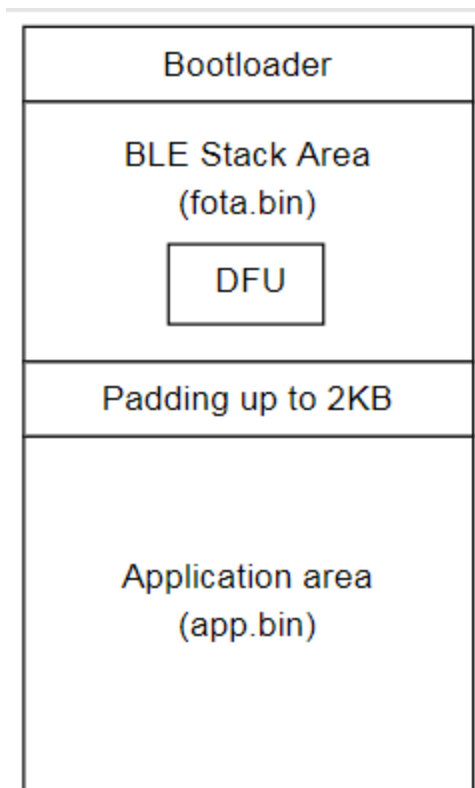 Bootloader
BLE Stack Area
(fota.bin)
DFU
Padding up to 2KB
Application area
(app.bin)